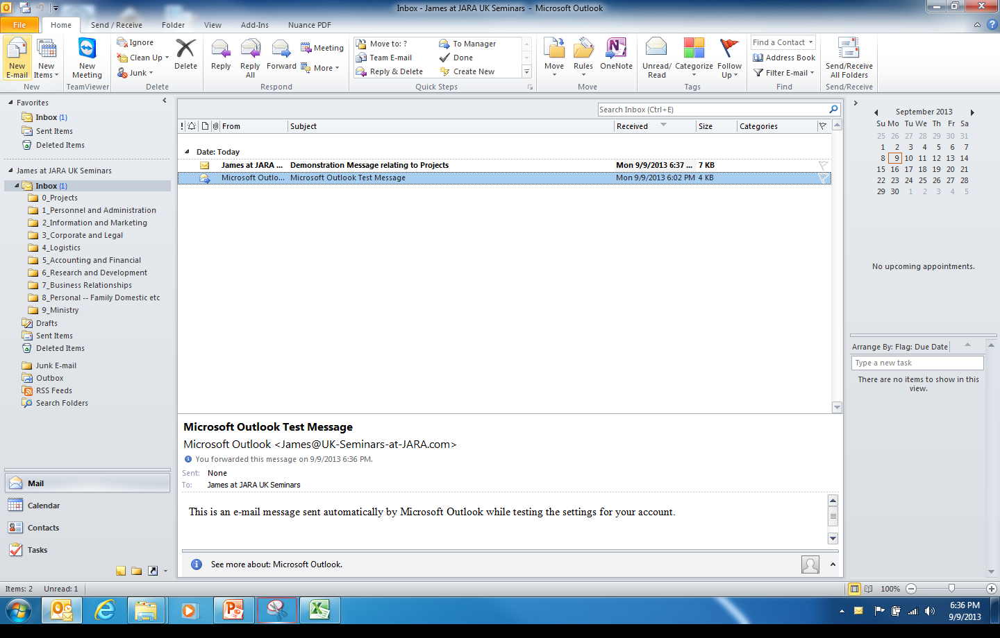 Inbox - James at JARA UK Seminars - Microsoft Outlook
File Home Send / Receive Folder View Add-Ins Nuance PDF
New E-mail
New Items
New
New Meeting
TeamViewer
Ignore
Clean Up
Junk
Delete
Delete
Reply
Reply All
Forward
Meeting
More
Respond
Move to: ?
Team E-mail
Reply & Delete
To Manager
Done
Create New
Quick Steps
Move
Rules
OneNote
Move
Unread/ Read
Categorize
Follow Up
Tags
Find a Contact
Address Book
Filter E-mail
Find
Send/Receive All Folders
Send/Receive
Favorites
Inbox (1)
Sent Items
Deleted Items
James at JARA UK Seminars
Inbox (1)
0_Projects
1_Personnel and Administration
2_Information and Marketing
3_Corporate and Legal
4_Logistics
5_Accounting and Financial
6_Research and Development
7_Business Relationships
8_Personal -- Family Domestic etc
9_Ministry
Drafts
Sent Items
Deleted Items
Junk E-mail
Outbox
RSS Feeds
Search Folders
Mail
Calendar
Contacts
Tasks
Search Inbox (Ctrl+E)
From Subject Received Size Categories
Date: Today
James at JARA ... Demonstration Message relating to Projects Mon 9/9/2013 6:37 ... 7 KB
Microsoft Outlo... Microsoft Outlook Test Message Mon 9/9/2013 6:02 PM 4 KB
Microsoft Outlook Test Message
Microsoft Outlook <James@UK-Seminars-at-JARA.com>
You forwarded this message on 9/9/2013 6:36 PM.
Sent: None
To: James at JARA UK Seminars
This is an e-mail message sent automatically by Microsoft Outlook while testing the settings for your account.
See more about: Microsoft Outlook.
September 2013
Su Mo Tu We Th Fr Sa
25 26 27 28 29 30 31
1 2 3 4 5 6 7
8 9 10 11 12 13 14
15 16 17 18 19 20 21
22 23 24 25 26 27 28
29 30 1 2 3 4 5
No upcoming appointments.
Arrange By: Flag: Due Date
Type a new task
There are no items to show in this
view.
Items: 2 Unread: 1
100%
6:36 PM
9/9/2013